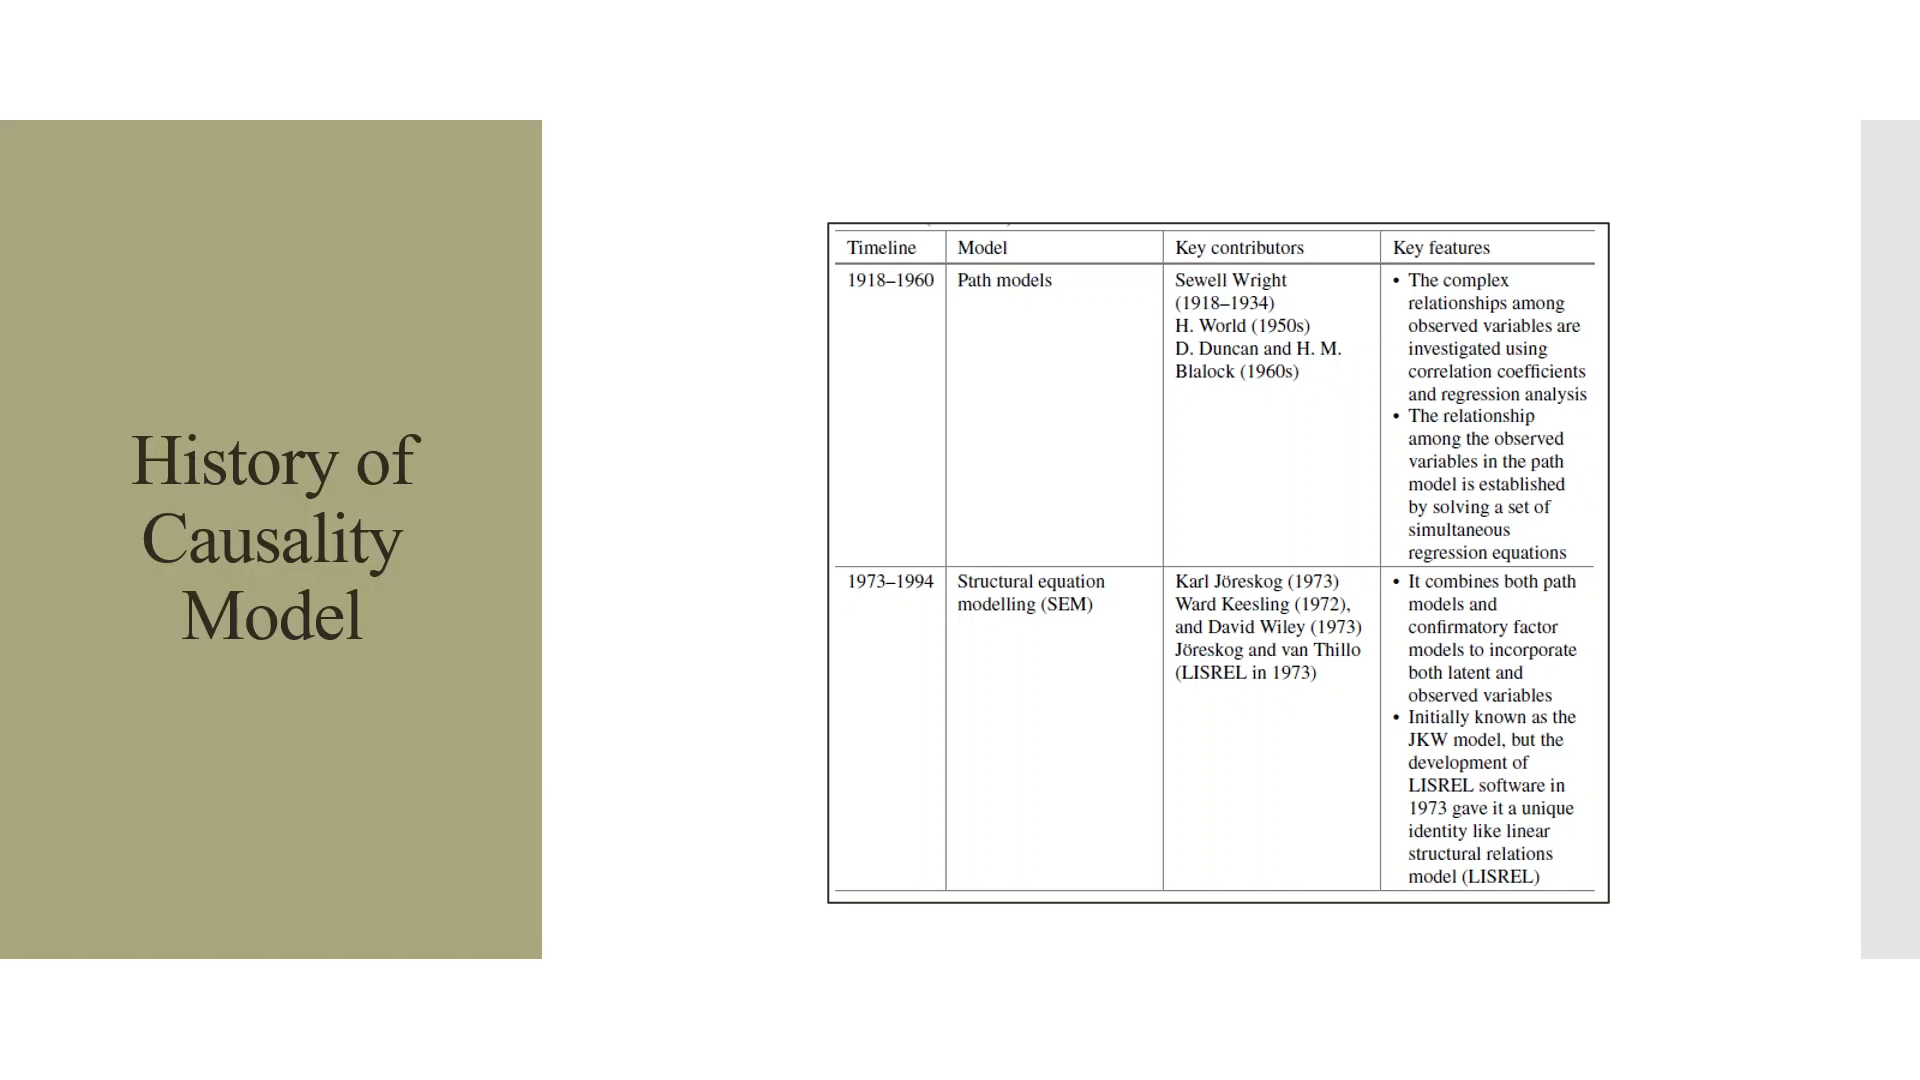 History of
Causality
Model
Timeline
Model
Key contributors
Key features
1918–1960
Path models
Sewell Wright
(1918–1934)
H. World (1950s)
D. Duncan and H. M.
Blalock (1960s)
• The complex
relationships among
observed variables are
investigated using
correlation coefficients
and regression analysis
• The relationship
among the observed
variables in the path
model is established
by solving a set of
simultaneous
regression equations
1973–1994
Structural equation
modelling (SEM)
Karl Jöreskog (1973)
Ward Keesling (1972),
and David Wiley (1973)
Jöreskog and van Thillo
(LISREL in 1973)
• It combines both path
models and
confirmatory factor
models to incorporate
both latent and
observed variables
• Initially known as the
JKW model, but the
development of
LISREL software in
1973 gave it a unique
identity like linear
structural relations
model (LISREL)